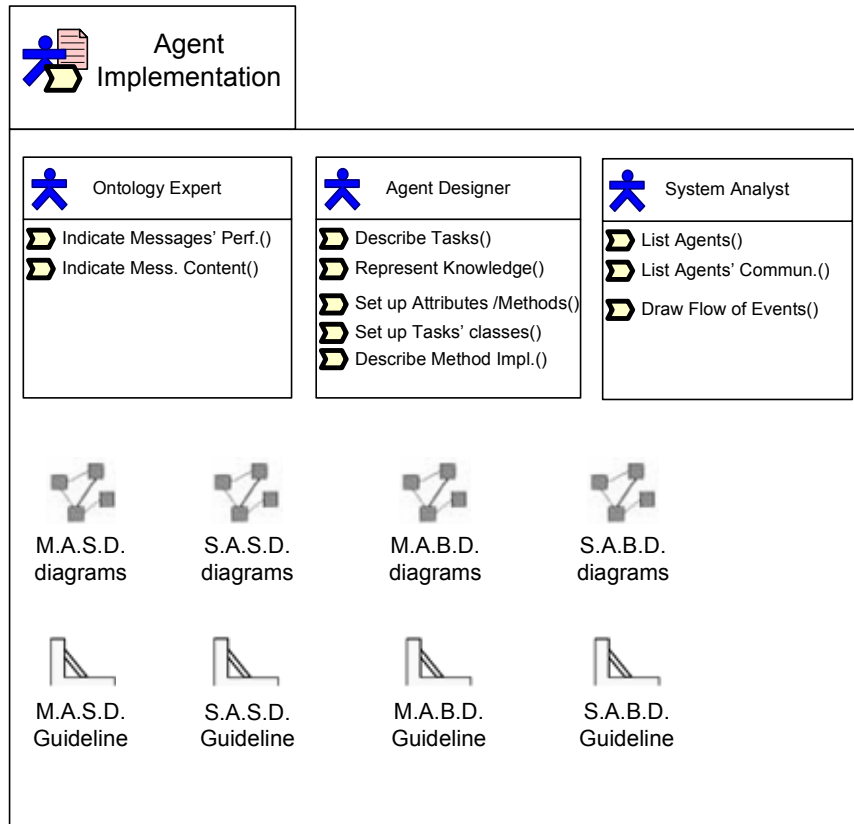 Agent
Implementation
Ontology Expert
Indicate Messages' Perf.()
Indicate Mess. Content()
Agent Designer
Describe Tasks()
Represent Knowledge()
Set up Attributes /Methods()
Set up Tasks' classes()
Describe Method Impl.()
System Analyst
List Agents()
List Agents' Commun.()
Draw Flow of Events()
M.A.S.D.
diagrams
S.A.S.D.
diagrams
M.A.B.D.
diagrams
S.A.B.D.
diagrams
M.A.S.D.
Guideline
S.A.S.D.
Guideline
M.A.B.D.
Guideline
S.A.B.D.
Guideline